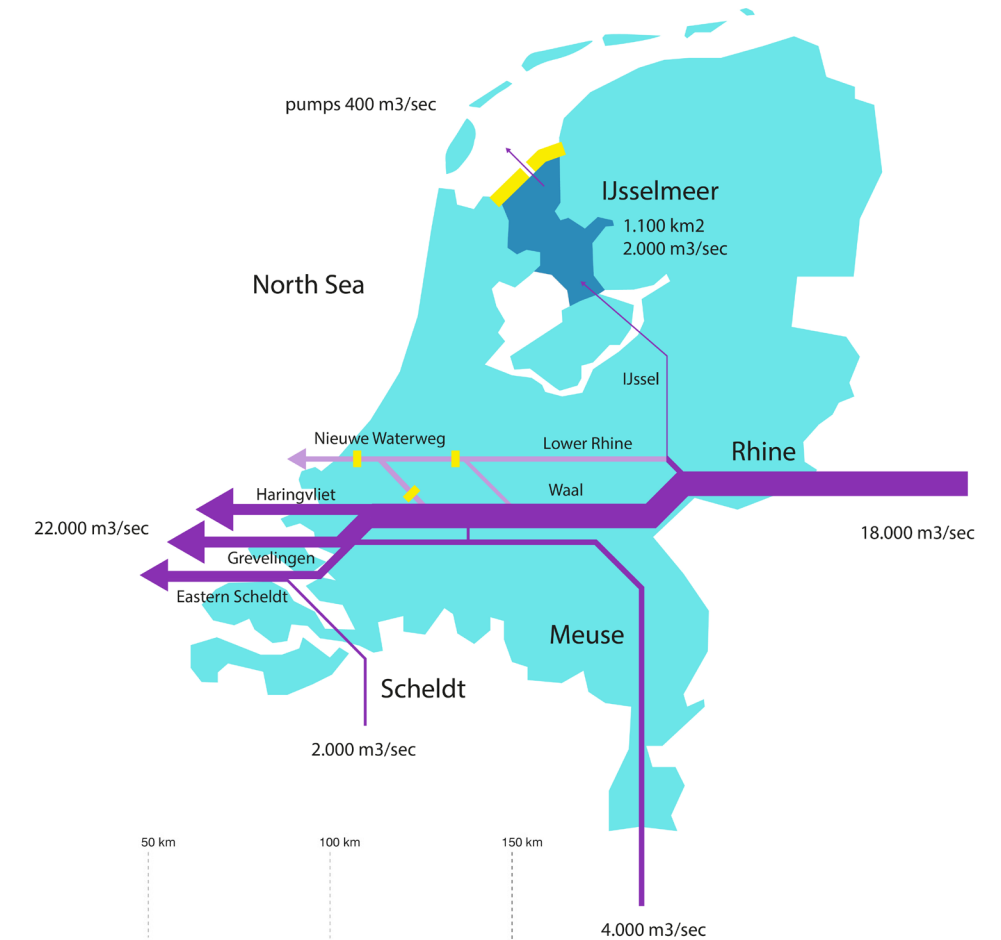 pumps 400 m3/sec
IJsselmeer
1.100 km2
2.000 m3/sec
North Sea
IJssel
Nieuwe Waterweg
Lower Rhine
Rhine
Waal
Haringvliet
22.000 m3/sec
18.000 m3/sec
Grevelingen
Eastern Scheldt
Meuse
Scheldt
2.000 m3/sec
50 km
100 km
150 km
4.000 m3/sec